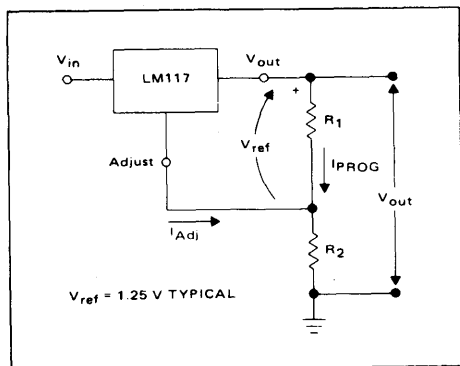 Vin
LM117
Vout
+
R1
Vref
IPROG
Adjust
Vout
IAdj
R2
Vref = 1.25 V TYPICAL